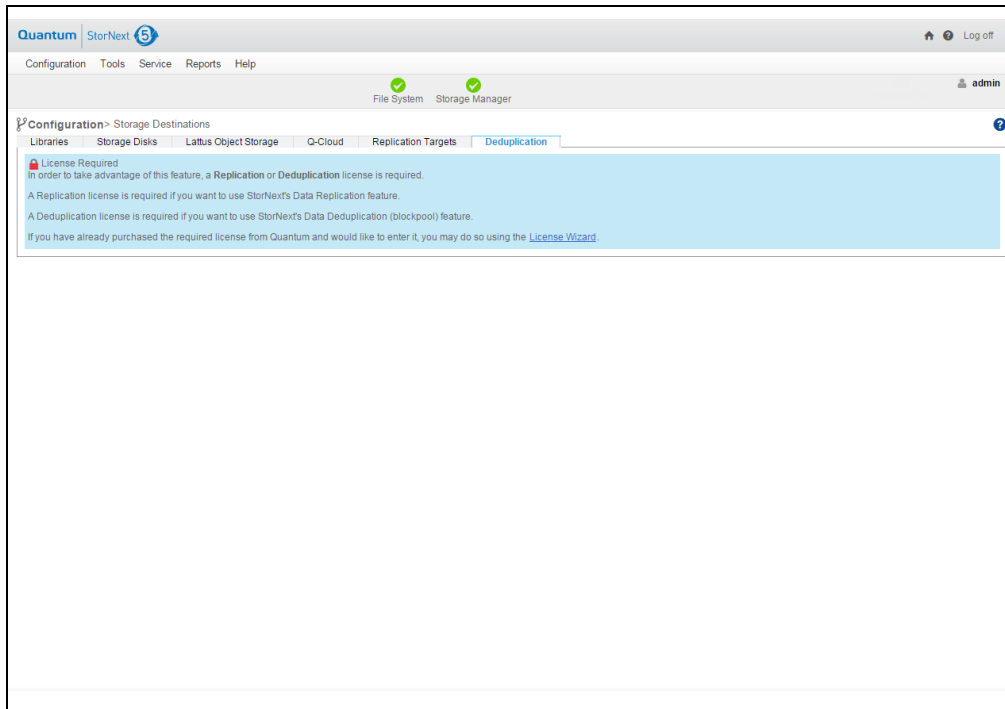 Quantum StorNext 5
Log off
Configuration Tools Service Reports Help
admin
File System Storage Manager
Configuration> Storage Destinations
Libraries Storage Disks Lattus Object Storage Q-Cloud Replication Targets Deduplication
License Required
In order to take advantage of this feature, a Replication or Deduplication license is required.
A Replication license is required if you want to use StorNext's Data Replication feature.
A Deduplication license is required if you want to use StorNext's Data Deduplication (blockpool) feature.
If you have already purchased the required license from Quantum and would like to enter it, you may do so using the License Wizard.